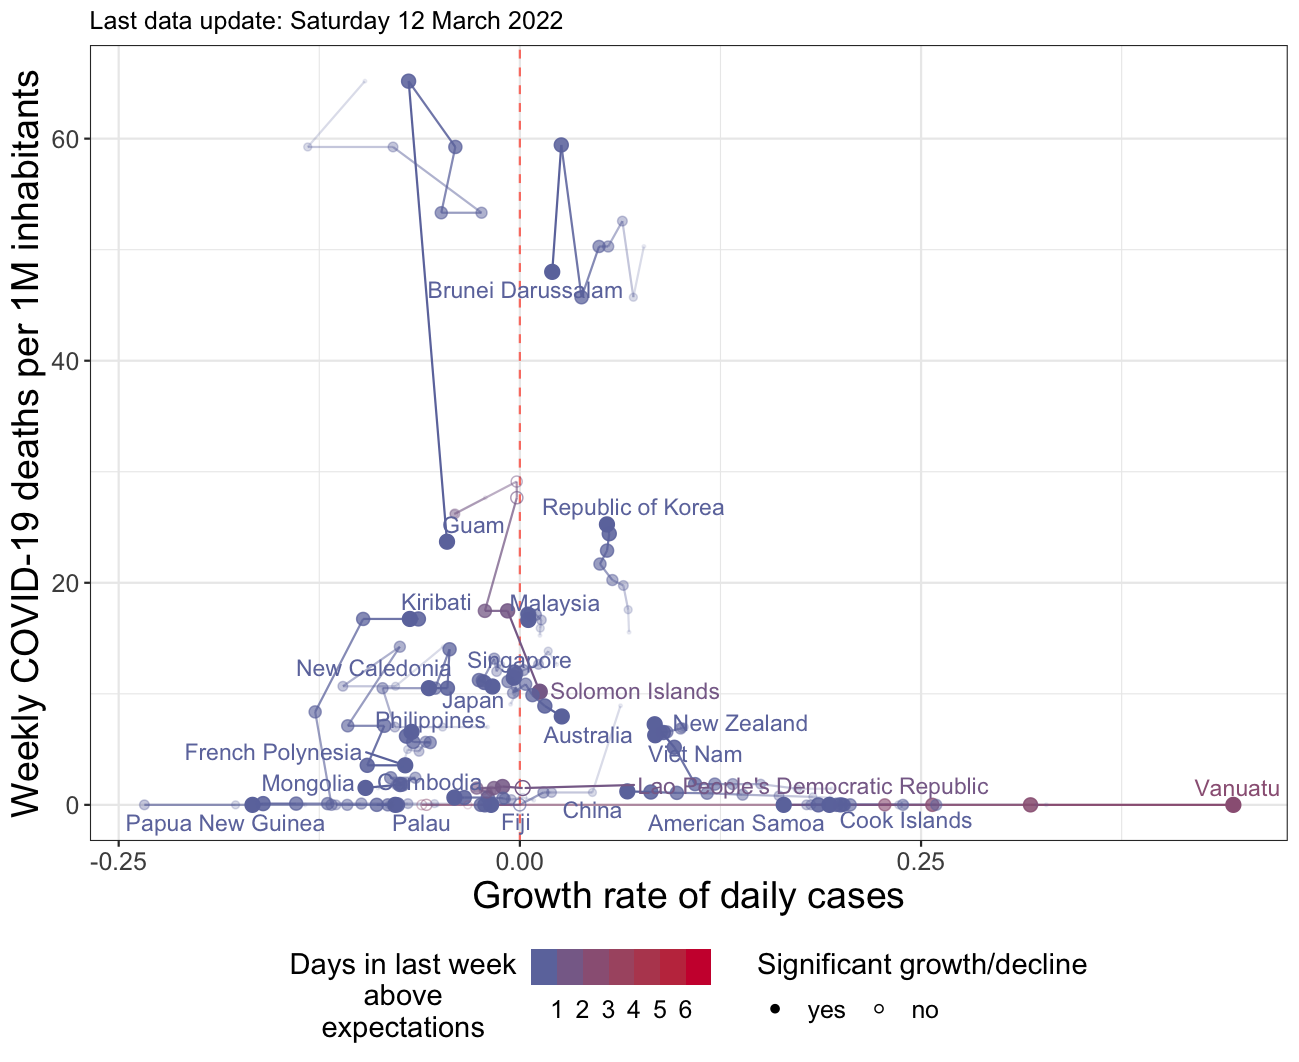 Last data update: Saturday 12 March 2022
Weekly COVID-19 deaths per 1M inhabitants
60
40
20
0
Brunei Darussalam
Guam
Republic of Korea
Kiribati
Malaysia
New Caledonia
Singapore
Solomon Islands
Japan
Philippines
New Zealand
Australia
French Polynesia
Viet Nam
Mongolia
Cambodia
Lao People's Democratic Republic
Vanuatu
China
Papua New Guinea
Palau
Fiji
American Samoa
Cook Islands
-0.25
0.00
0.25
Growth rate of daily cases
Days in last week
above
expectations
1 2 3 4 5 6
Significant growth/decline
yes
no